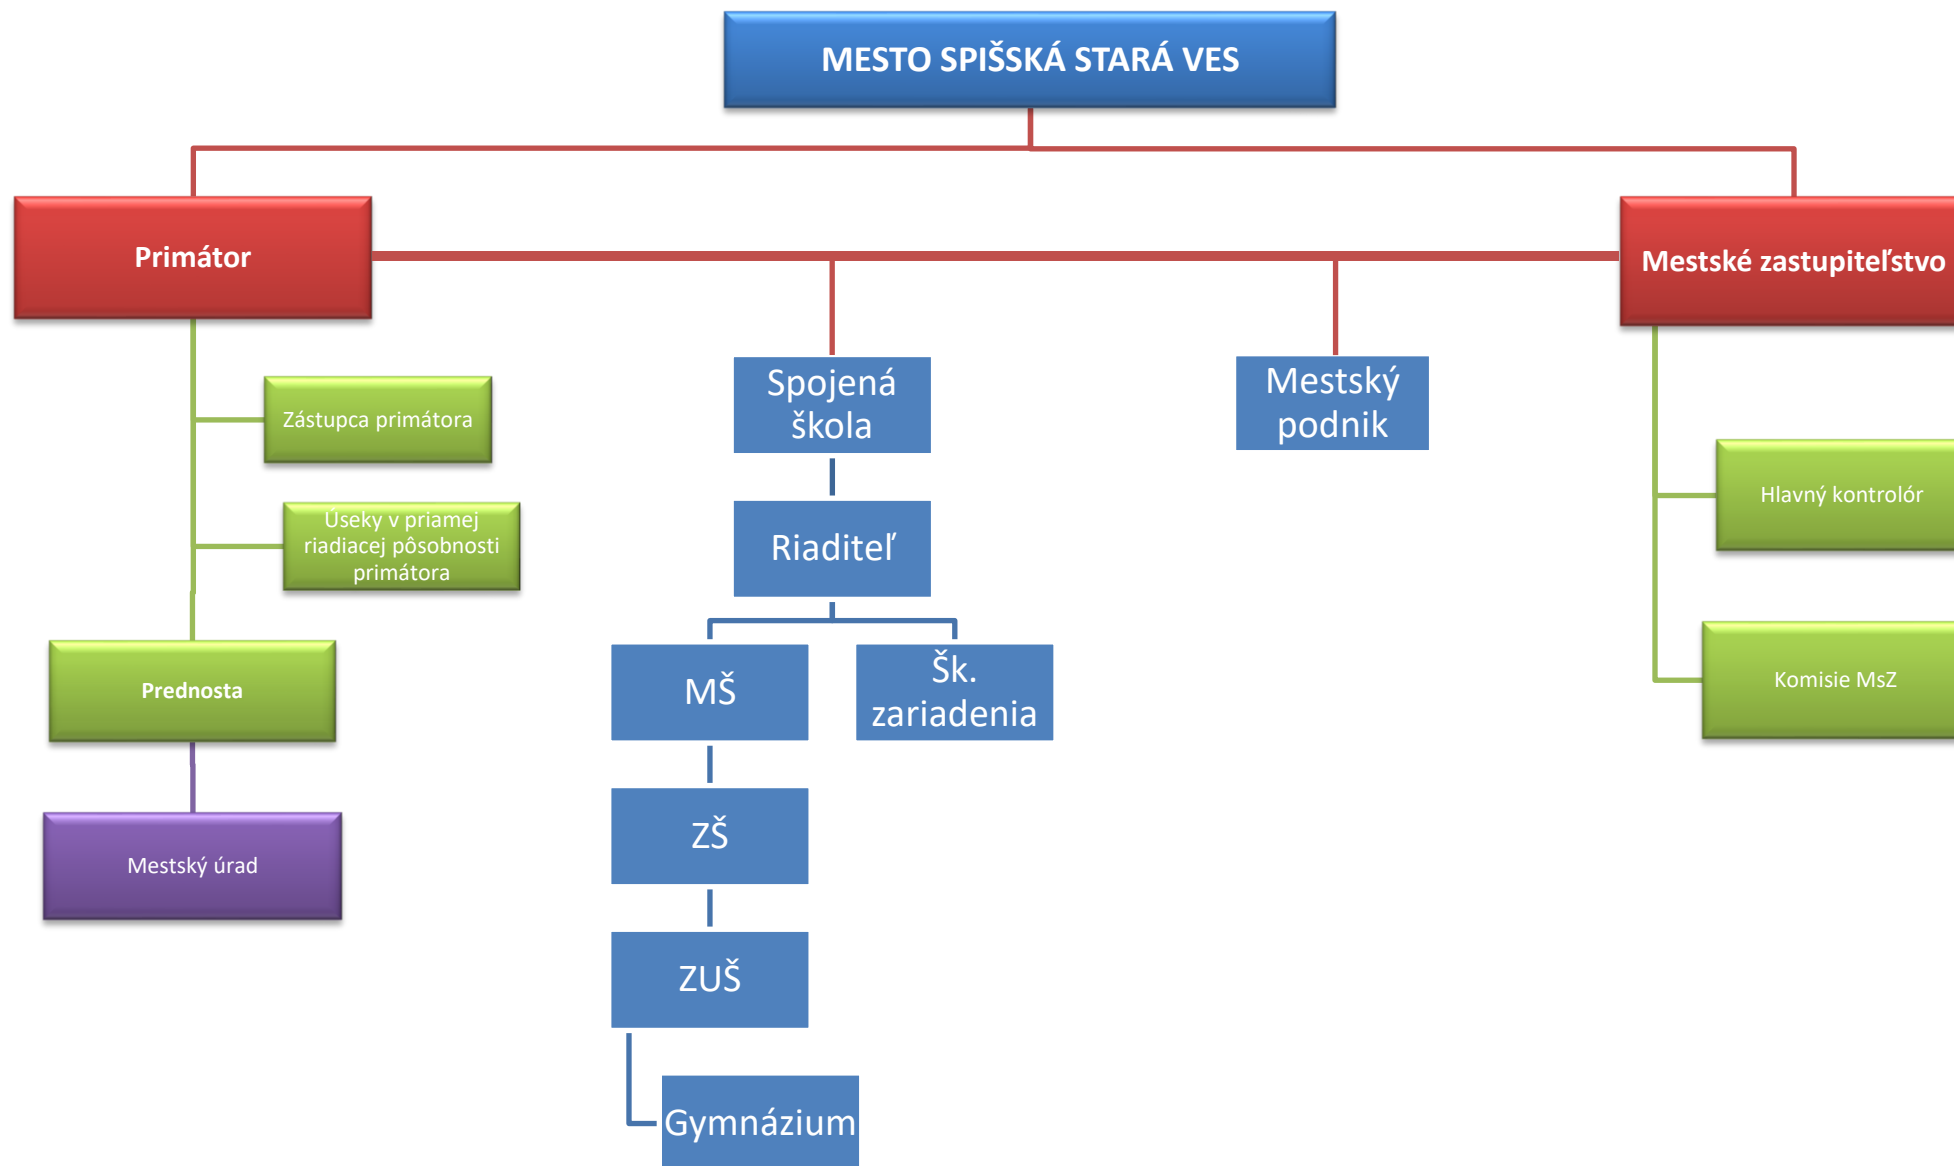 MESTO SPIŠSKÁ STARÁ VES
Primátor
Mestské zastupiteľstvo
Zástupca primátora
Úseky v priamej
riadiacej pôsobnosti
primátora
Prednosta
Mestský úrad
Spojená
škola
Riaditeľ
MŠ
Šk.
zariadenia
ZŠ
ZUŠ
Gymnázium
Mestský
podnik
Hlavný kontrolór
Komisie MsZ